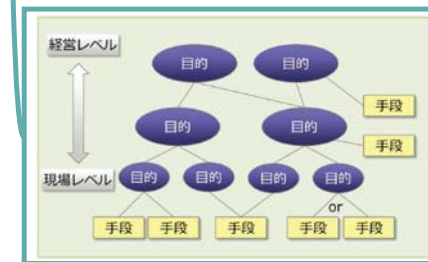 経営レベル
目的 目的
手段
目的 目的
手段
現場レベル 目的 目的 目的 目的
or
手段 手段 手段 手段 手段